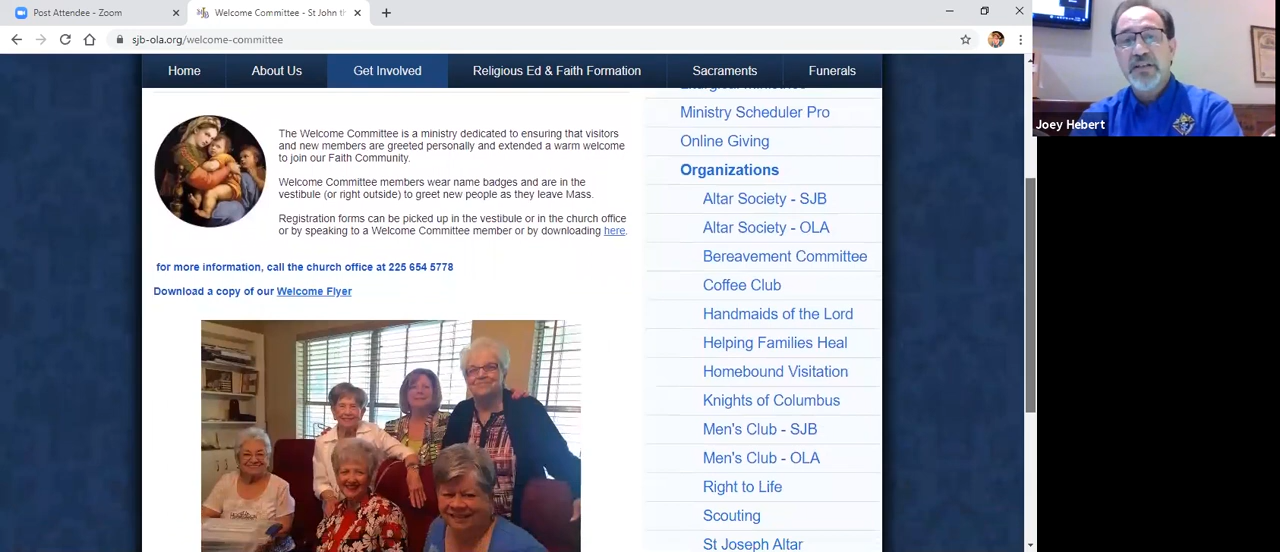 Post Attendee - Zoom
Welcome Committee - St John th
sjb-ola.org/welcome-committee
Home
About Us
Get Involved
Religious Ed & Faith Formation
Sacraments
Funerals
The Welcome Committee is a ministry dedicated to ensuring that visitors
and new members are greeted personally and extended a warm welcome
to join our Faith Community.
Welcome Committee members wear name badges and are in the
vestibule (or right outside) to greet new people as they leave Mass.
Registration forms can be picked up in the vestibule or in the church office
or by speaking to a Welcome Committee member or by downloading here.
for more information, call the church office at 225 654 5778
Download a copy of our Welcome Flyer
Liturgical Ministries
Ministry Scheduler Pro
Online Giving
Organizations
Altar Society - SJB
Altar Society - OLA
Bereavement Committee
Coffee Club
Handmaids of the Lord
Helping Families Heal
Homebound Visitation
Knights of Columbus
Men's Club - SJB
Men's Club - OLA
Right to Life
Scouting
St Joseph Altar
Joey Hebert